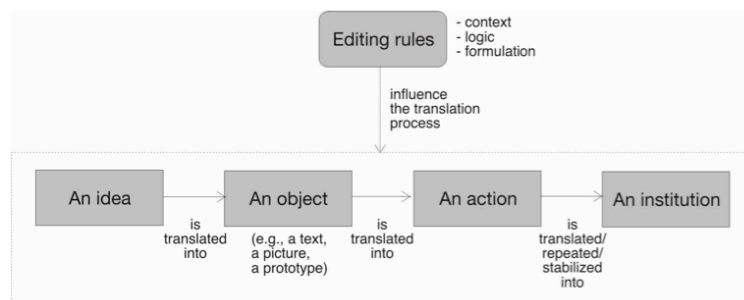 Editing rules
- context
- logic
- formulation
influence
the translation
process
An idea
is
translated
into
An object
(e.g., a text,
a picture,
a prototype)
is
translated
into
An action
is
translated/
repeated/
stabilized
into
An institution